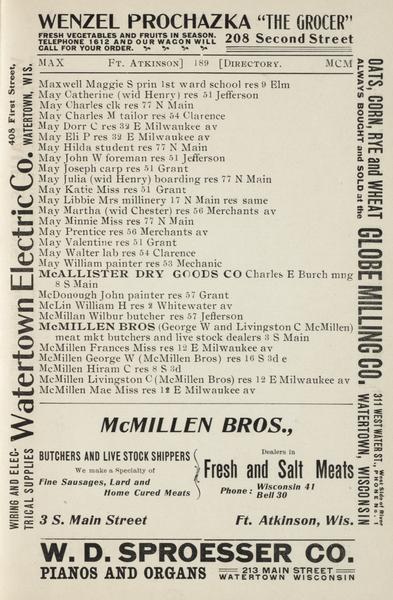 WENZEL PROCHAZKA "THE GROCER"
FRESH VEGETABLES AND FRUITS IN SEASON.
TELEPHONE 1612 AND OUR WAGON WILL
CALL FOR YOUR ORDER.
208 Second Street
MAX FT. ATKINSON] 189 [DIRECTORY. MCM
Maxwell Maggie S prin 1st ward school res 9 Elm
May Catherine (wid Henry) res 51 Jefferson
May Charles clk res 77 N Main
May Charles M tailor res 54 Clarence
May Dorr C res 32 E Milwaukee av
May Eli P res 32 E Milwaukee av
May Hilda student res 77 N Main
May John W foreman res 51 Jefferson
May Joseph carp res 51 Grant
May Julia (wid Henry) boarding res 77 N Main
May Katie Miss res 51 Grant
May Libbie Mrs millinery 17 N Main res same
May Martha (wid Chester) res 56 Merchants av
May Minnie Miss res 77 N Main
May Prentice res 56 Merchants av
May Valentine res 51 Grant
May Walter lab res 54 Clarence
May William painter res 53 Mechanic
McALLISTER DRY GOODS CO Charles E Burch mng
8 S Main
McDonough John painter res 57 Grant
McLin William H res 2 Whitewater av
McMillan Wilbur butcher res 57 Jefferson
McMILLEN BROS (George W and Livingston C McMillen)
meat mkt butchers and live stock dealers 3 S Main
McMillen Frances Miss res 12 E Milwaukee av
McMillen George W (McMillen Bros) res 16 S 3d e
McMillen Hiram C res 8 S 3d
McMillen Livingston C (McMillen Bros) res 12 E Milwaukee av
McMillen Mae Miss res 12 E Milwaukee av
McMILLEN BROS.,
BUTCHERS AND LIVE STOCK SHIPPERS
We make a Specialty of
Fine Sausages, Lard and
Home Cured Meats
Dealers in
Fresh and Salt Meats
Phone: Wisconsin 41
Bell 30
3 S. Main Street Ft. Atkinson, Wis.
W. D. SPROESSER CO.
PIANOS AND ORGANS
213 MAIN STREET
WATERTOWN WISCONSIN
WIRING AND ELEC-
TRICAL SUPPLIES
Watertown Electric Co.
408 First Street,
WATERTOWN, WIS.
OATS, CORN, RYE and WHEAT
ALWAYS BOUGHT and SOLD at the
GLOBE MILLING CO.
311 WEST WATER ST.,
WATERTOWN, WISCONSIN
West Side of River
PHONE NO. 1